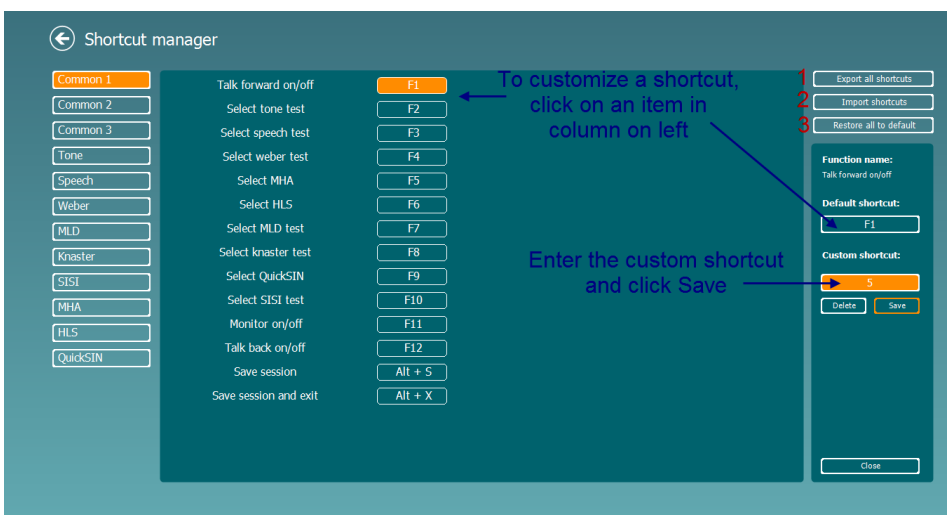 Shortcut manager
Common 1
Common 2
Common 3
Tone
Speech
Weber
MLD
Knaster
SISI
MHA
HLS
QuickSIN
Talk forward on/off F1
Select tone test F2
Select speech test F3
Select weber test F4
Select MHA F5
Select HLS F6
Select MLD test F7
Select knaster test F8
Select QuickSIN F9
Select SISI test F10
Monitor on/off F11
Talk back on/off F12
Save session Alt + S
Save session and exit Alt + X
To customize a shortcut,
click on an item in
column on left
Enter the custom shortcut
and click Save
1 Export all shortcuts
2 Import shortcuts
3 Restore all to default
Function name:
Talk forward on/off
Default shortcut:
F1
Custom shortcut:
5
Delete Save
Close